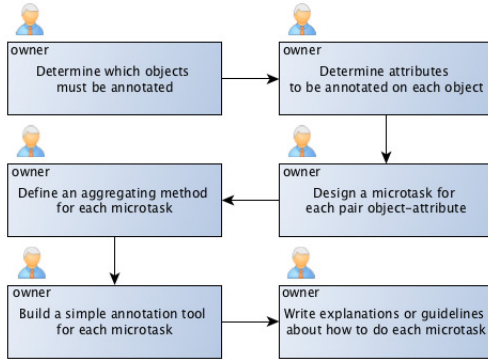 owner
Determine which objects
must be annotated
owner
Determine attributes
to be annotated on each object
owner
Define an aggregating method
for each microtask
owner
Design a microtask for
each pair object-attribute
owner
Build a simple annotation tool
for each microtask
owner
Write explanations or guidelines
about how to do each microtask